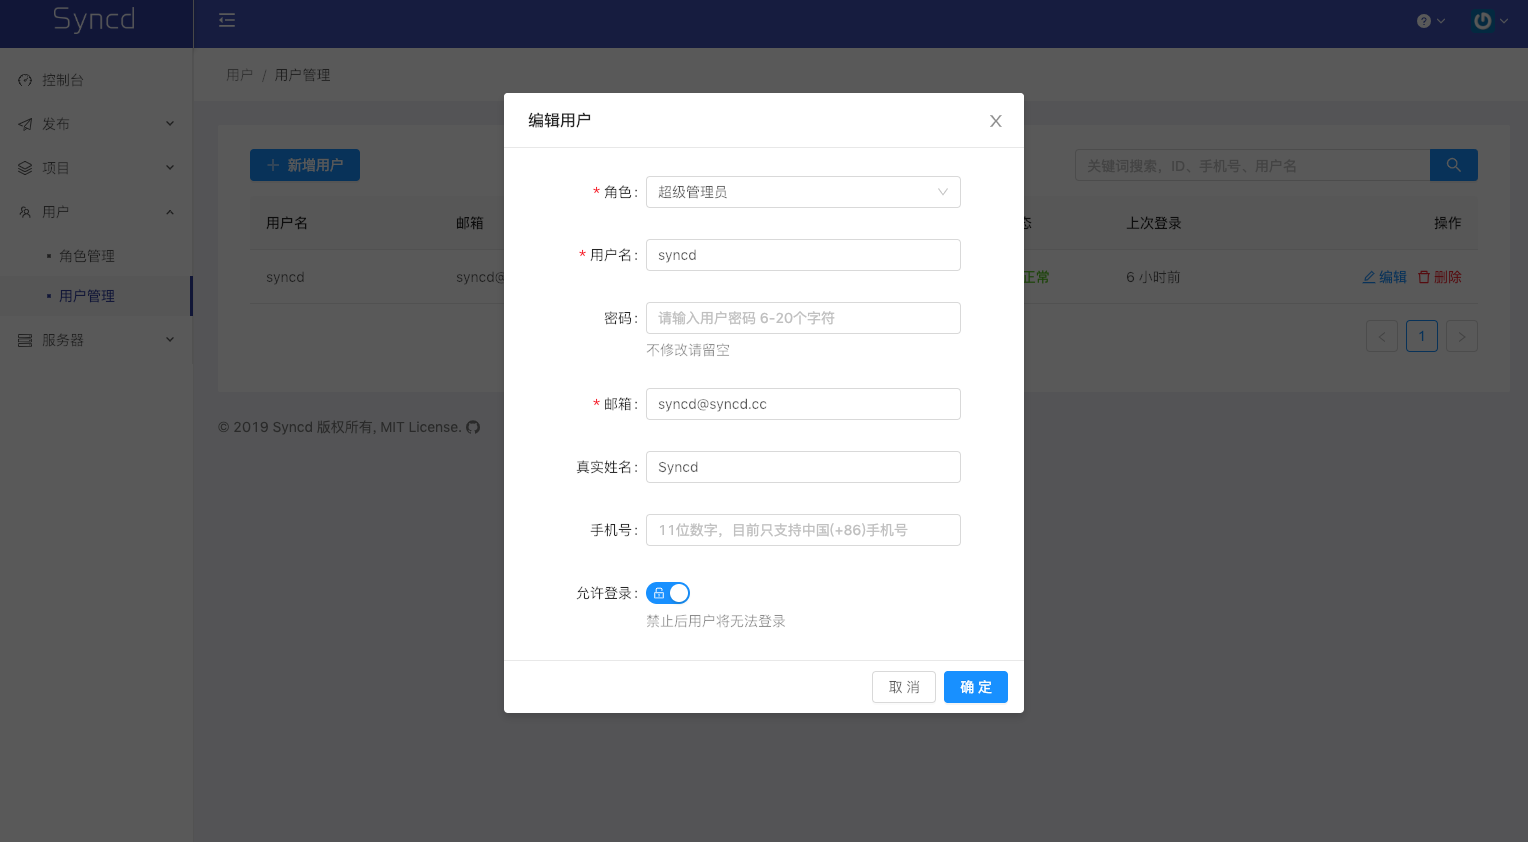 Syncd
控制台
发布
项目
用户
角色管理
用户管理
服务器
用户 / 用户管理
新增用户
关键词搜索，ID、手机号、用户名
用户名 邮箱 态 上次登录 操作
syncd syncd@ 正常 6 小时前 编辑 删除
1
© 2019 Syncd 版权所有, MIT License.
编辑用户
* 角色: 超级管理员
* 用户名: syncd
密码: 请输入用户密码 6-20个字符
不修改请留空
* 邮箱: syncd@syncd.cc
真实姓名: Syncd
手机号: 11位数字，目前只支持中国(+86)手机号
允许登录:
禁止后用户将无法登录
取 消 确 定